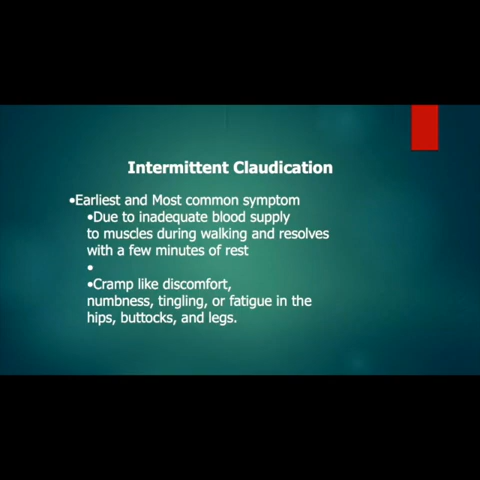 Intermittent Claudication
•Earliest and Most common symptom
•Due to inadequate blood supply
to muscles during walking and resolves
with a few minutes of rest
•
•Cramp like discomfort,
numbness, tingling, or fatigue in the
hips, buttocks, and legs.